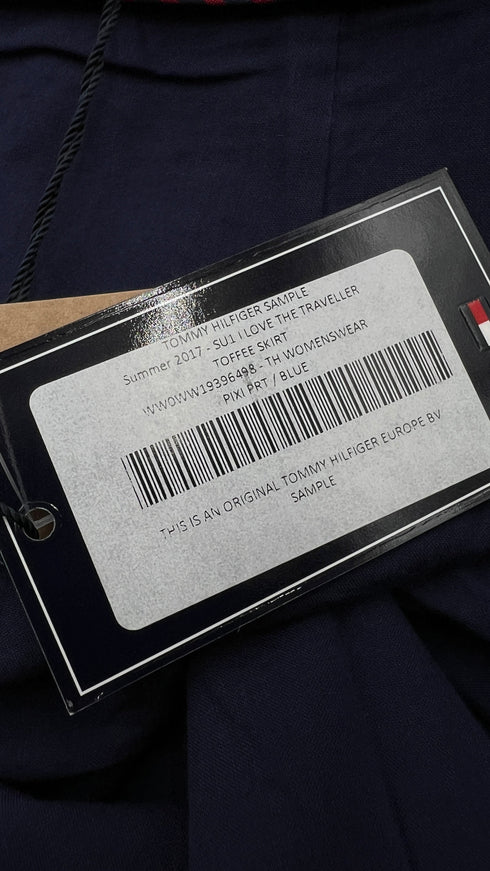 TOMMY HILFIGER SAMPLE
Summer 2017 - SU1 I LOVE THE TRAVELLER
TOFFEE SKIRT
WW0WW19396498 - TH WOMENSWEAR
PIXI PRT / BLUE
THIS IS AN ORIGINAL TOMMY HILFIGER EUROPE BV
SAMPLE